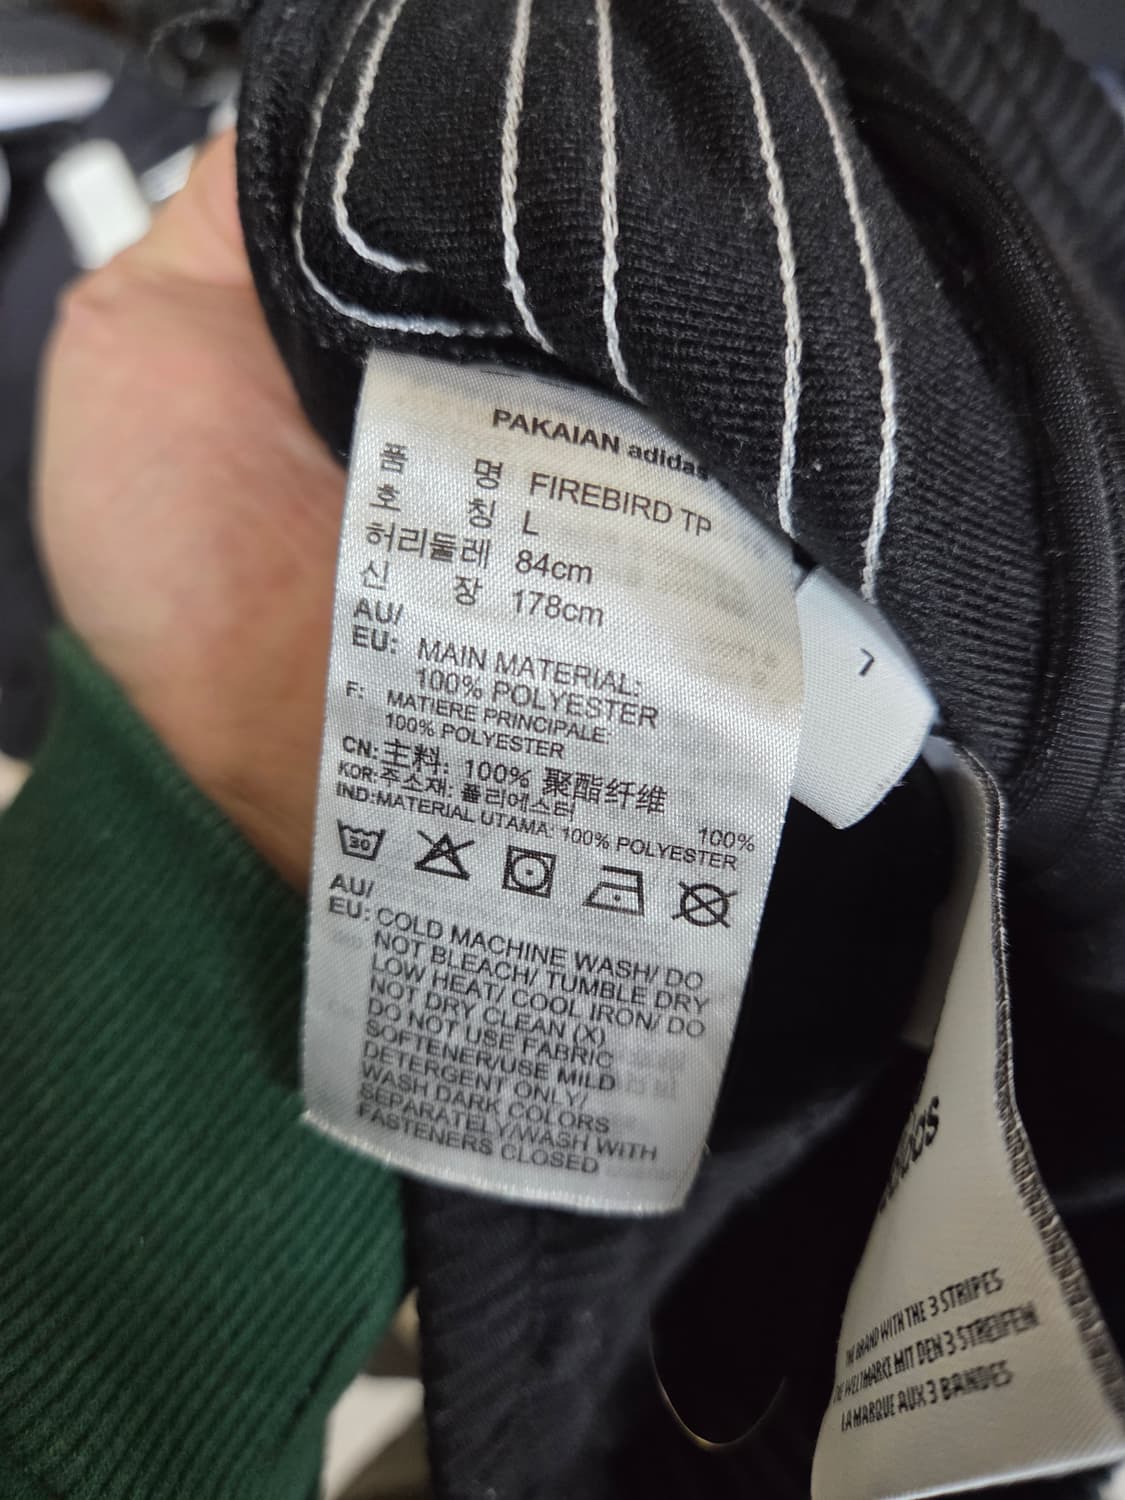 PAKAIAN adidas
품 명 FIREBIRD TP
호 칭 L
허리둘레 84cm
신 장 178cm
AU/
EU: MAIN MATERIAL:
100% POLYESTER
F: MATIERE PRINCIPALE:
100% POLYESTER
CN: 主料: 100% 聚酯纤维
KOR: 주소재: 폴리에스터 100%
IND:MATERIAL UTAMA: 100% POLYESTER
30
AU/
EU: COLD MACHINE WASH/ DO
NOT BLEACH/ TUMBLE DRY
LOW HEAT/ COOL IRON/ DO
NOT DRY CLEAN (X)
DO NOT USE FABRIC
SOFTENER/USE MILD
DETERGENT ONLY/
WASH DARK COLORS
SEPARATELY/WASH WITH
FASTENERS CLOSED
adidas
THE BRAND WITH THE 3 STRIPES
DIE WELTMARKE MIT DEN 3 STREIFEN
LA MARQUE AUX 3 BANDES